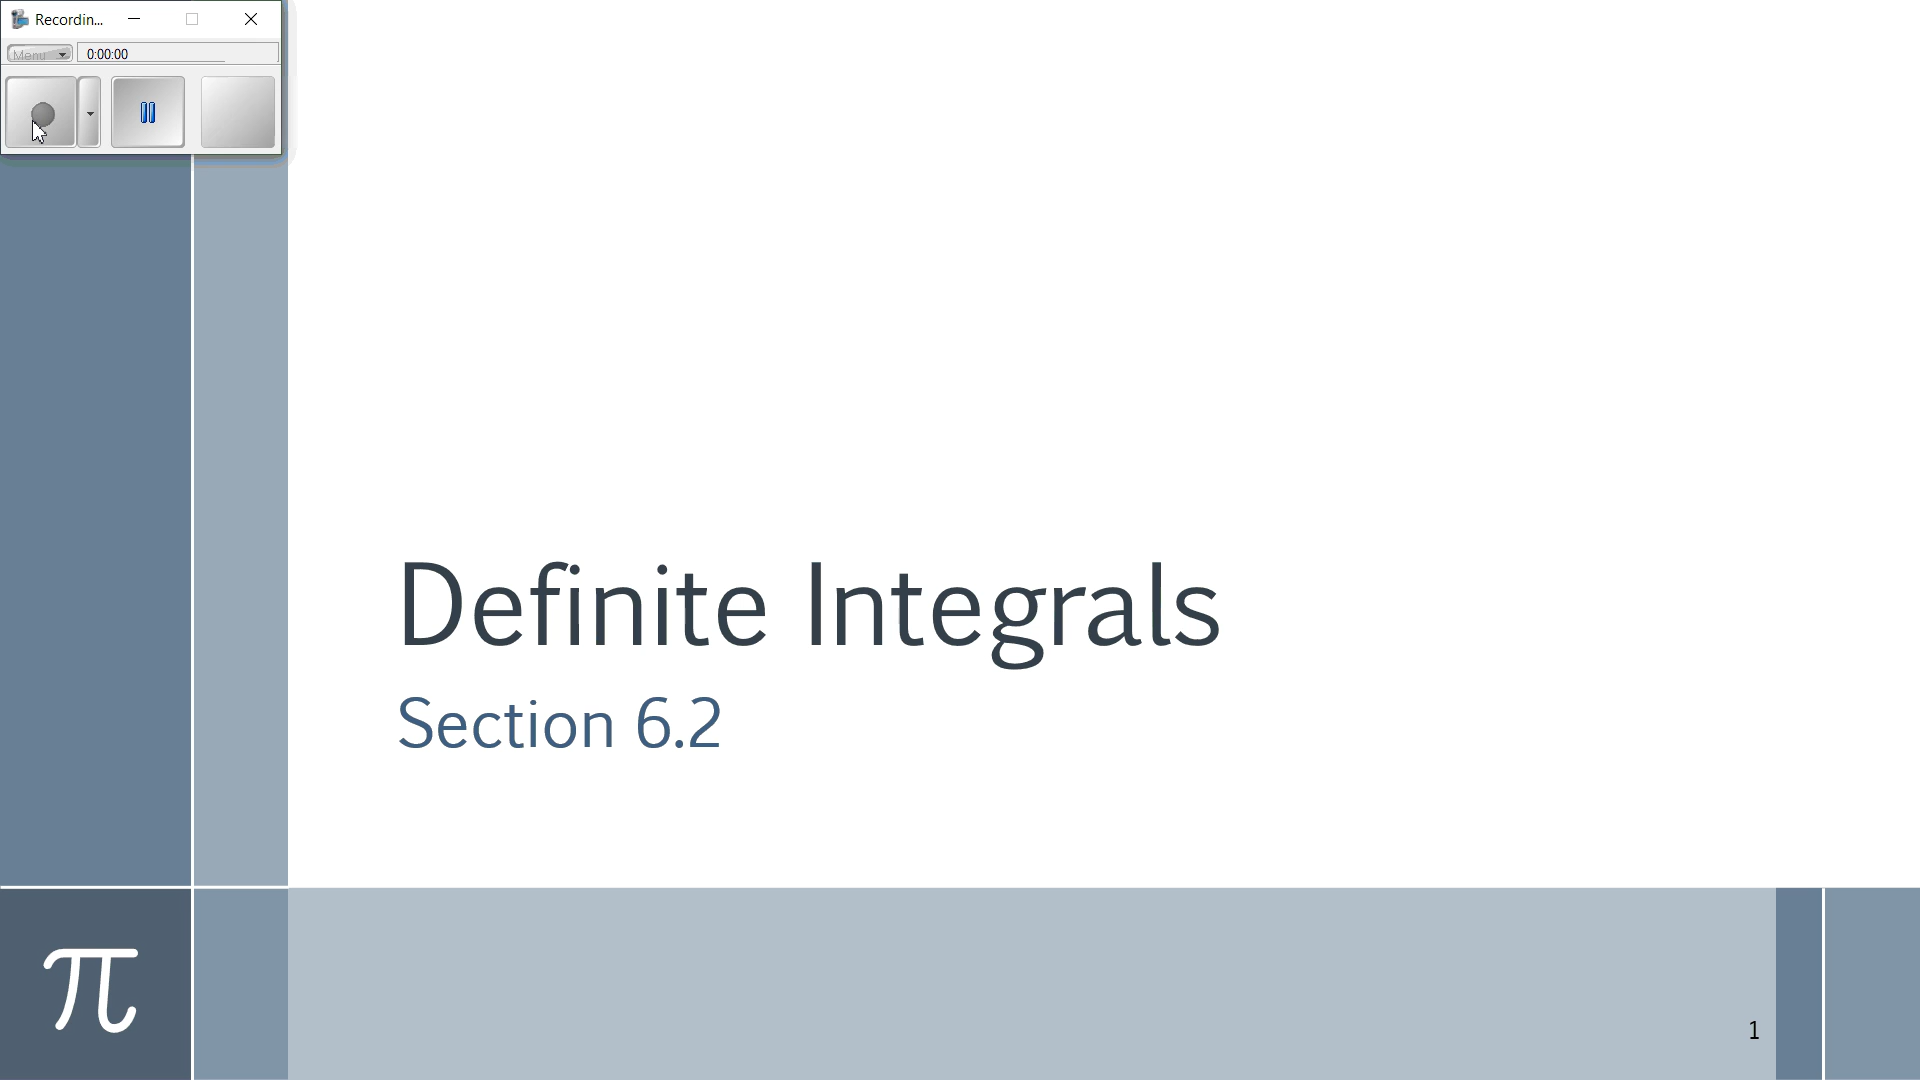 Recordin...
Menu
0:00:00
Definite Integrals
Section 6.2
π
1